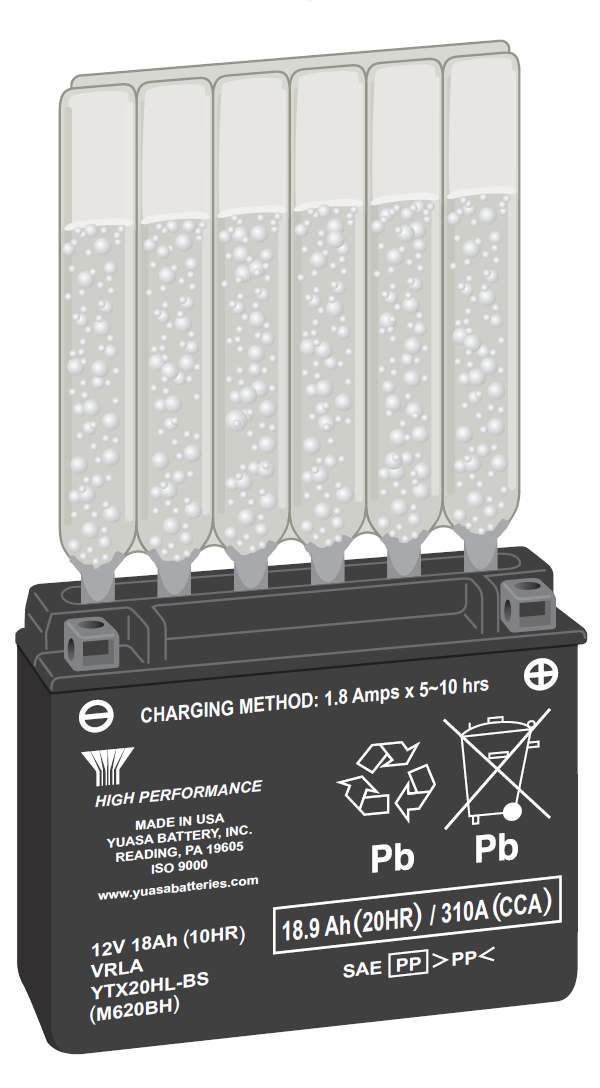 CHARGING METHOD: 1.8 Amps x 5~10 hrs
HIGH PERFORMANCE
MADE IN USA
YUASA BATTERY, INC.
READING, PA 19605
ISO 9000
www.yuasabatteries.com
Pb
Pb
18.9 Ah (20HR) / 310A (CCA)
12V 18Ah (10HR)
VRLA
YTX20HL-BS
(M620BH)
SAE PP >PP<